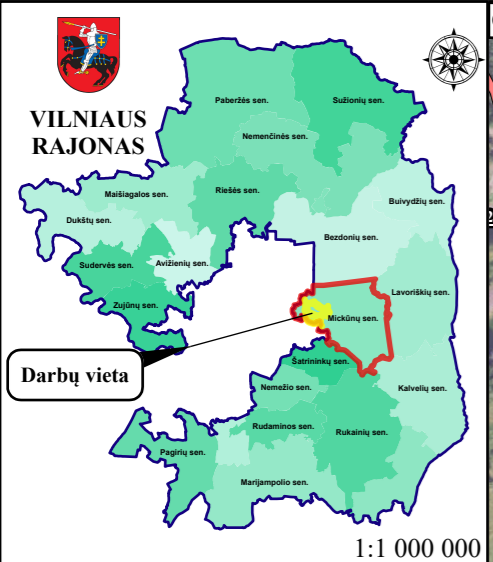 VILNIAUS
RAJONAS
Paberžės sen.
Sužionių sen.
Nemenčinės sen.
Maišiagalos sen.
Riešės sen.
Buivydžių sen.
Dukštų sen.
Bezdonių sen.
Sudervės sen.
Avižienių sen.
Lavoriškių sen.
Zujūnų sen.
Mickūnų sen.
Darbų vieta
Šatrininkų sen.
Nemėžio sen.
Kalvelių sen.
Rudaminos sen.
Rukainių sen.
Pagirių sen.
Marijampolio sen.
1:1 000 000